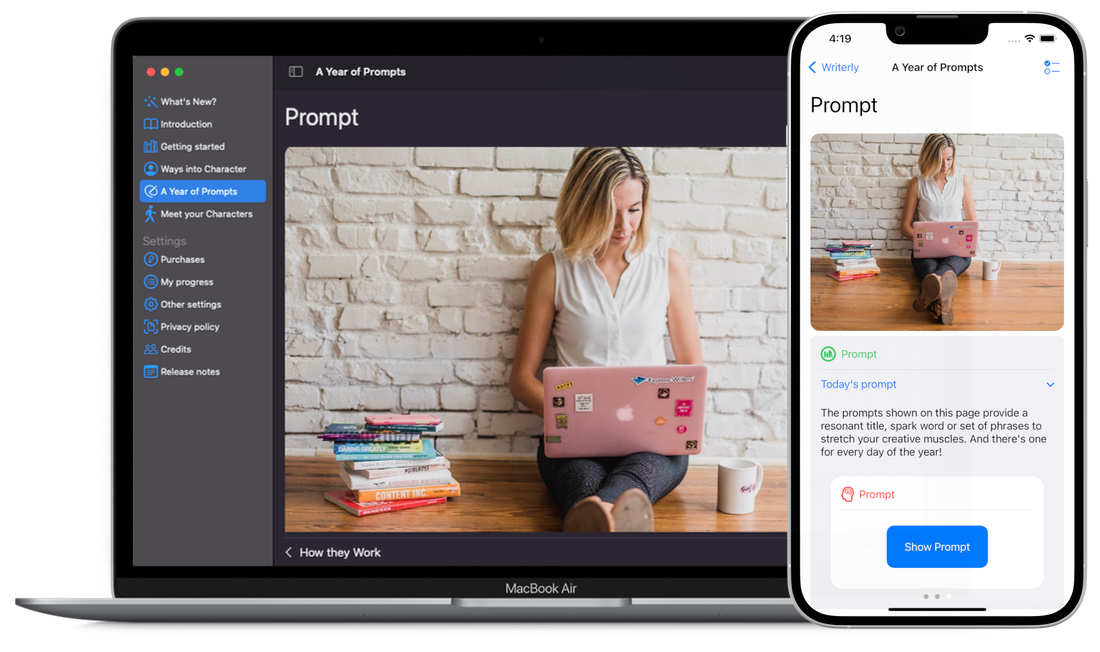 A Year of Prompts
What's New?
Introduction
Getting started
Ways into Character
A Year of Prompts
Meet your Characters
Settings
Purchases
My progress
Other settings
Privacy policy
Credits
Release notes
Prompt
DARING GREATLY
#GIRLBOSS
CONTENT INC.
How they Work
MacBook Air
4:19
Writerly
A Year of Prompts
Prompt
Prompt
Today's prompt
The prompts shown on this page provide a
resonant title, spark word or set of phrases to
stretch your creative muscles. And there's one
for every day of the year!
Prompt
Show Prompt